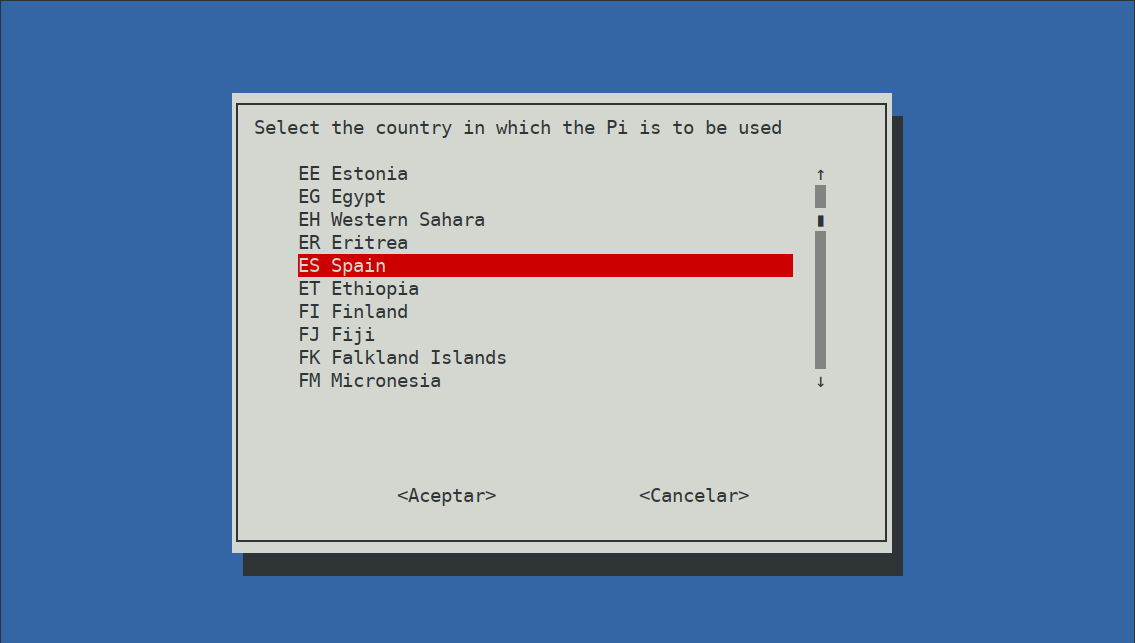 Select the country in which the Pi is to be used
EE Estonia
EG Egypt
EH Western Sahara
ER Eritrea
ES Spain
ET Ethiopia
FI Finland
FJ Fiji
FK Falkland Islands
FM Micronesia
<Aceptar> <Cancelar>